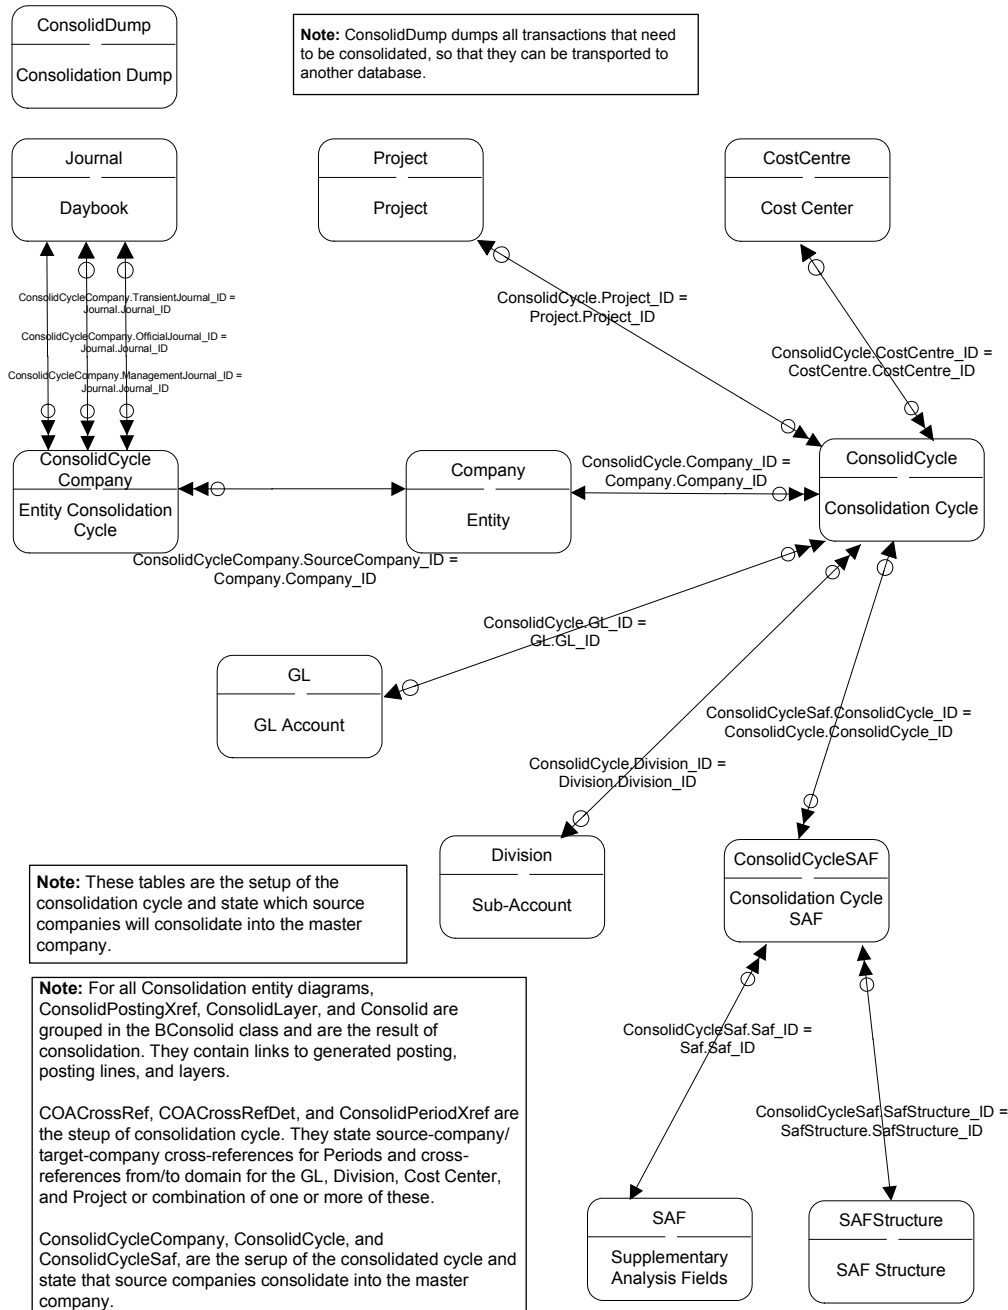 ConsolidDump
Consolidation Dump
Note: ConsolidDump dumps all transactions that need
to be consolidated, so that they can be transported to
another database.
Journal
Daybook
Project
Project
CostCentre
Cost Center
ConsolidCycleCompany.TransientJournal_ID =
Journal.Journal_ID
ConsolidCycleCompany.OfficialJournal_ID =
Journal.Journal_ID
ConsolidCycleCompany.ManagementJournal_ID =
Journal.Journal_ID
ConsolidCycle.Project_ID =
Project.Project_ID
ConsolidCycle.CostCentre_ID =
CostCentre.CostCentre_ID
ConsolidCycle
Company
Entity Consolidation
Cycle
Company
Entity
ConsolidCycle.Company_ID =
Company.Company_ID
ConsolidCycle
Consolidation Cycle
ConsolidCycleCompany.SourceCompany_ID =
Company.Company_ID
ConsolidCycle.GL_ID =
GL.GL_ID
GL
GL Account
ConsolidCycleSaf.ConsolidCycle_ID =
ConsolidCycle.ConsolidCycle_ID
ConsolidCycle.Division_ID =
Division.Division_ID
Division
Sub-Account
ConsolidCycleSAF
Consolidation Cycle
SAF
Note: These tables are the setup of the
consolidation cycle and state which source
companies will consolidate into the master
company.
Note: For all Consolidation entity diagrams,
ConsolidPostingXref, ConsolidLayer, and Consolid are
grouped in the BConsolid class and are the result of
consolidation. They contain links to generated posting,
posting lines, and layers.
COACrossRef, COACrossRefDet, and ConsolidPeriodXref are
the steup of consolidation cycle. They state source-company/
target-company cross-references for Periods and cross-
references from/to domain for the GL, Division, Cost Center,
and Project or combination of one or more of these.
ConsolidCycleCompany, ConsolidCycle, and
ConsolidCycleSaf, are the serup of the consolidated cycle and
state that source companies consolidate into the master
company.
ConsolidCycleSaf.Saf_ID =
Saf.Saf_ID
ConsolidCycleSaf.SafStructure_ID =
SafStructure.SafStructure_ID
SAF
Supplementary
Analysis Fields
SAFStructure
SAF Structure